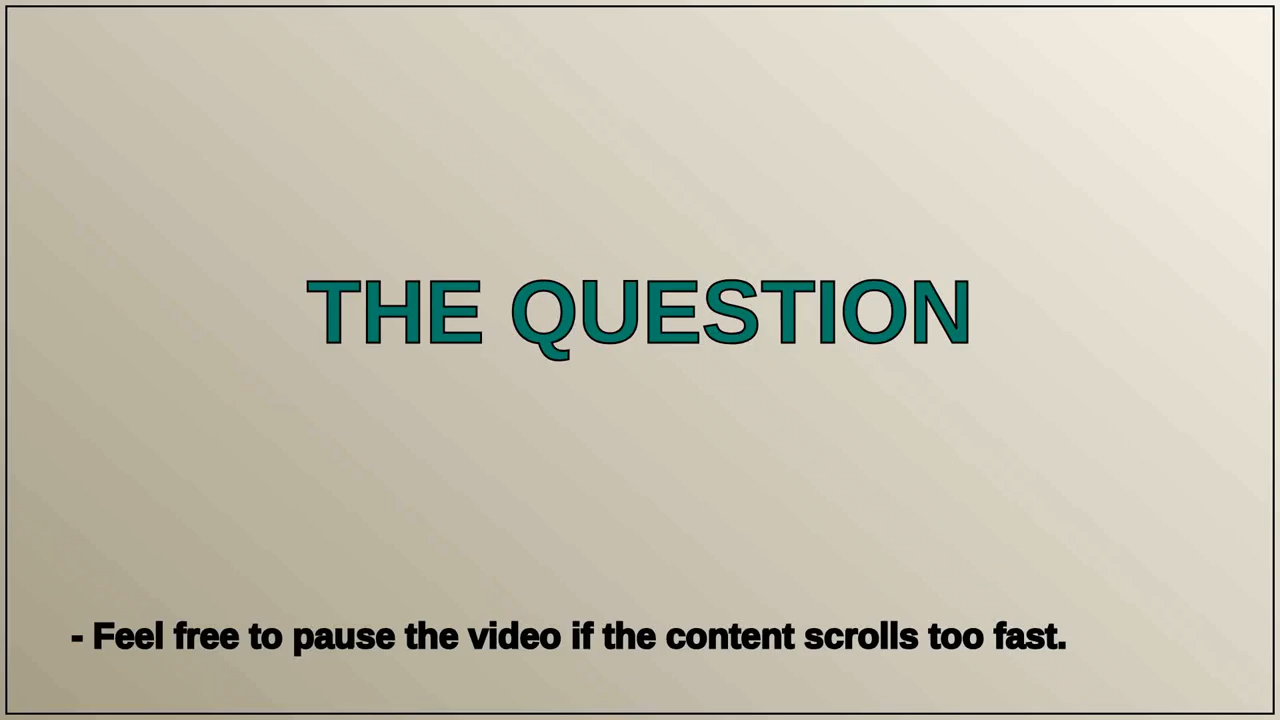 THE QUESTION
- Feel free to pause the video if the content scrolls too fast.